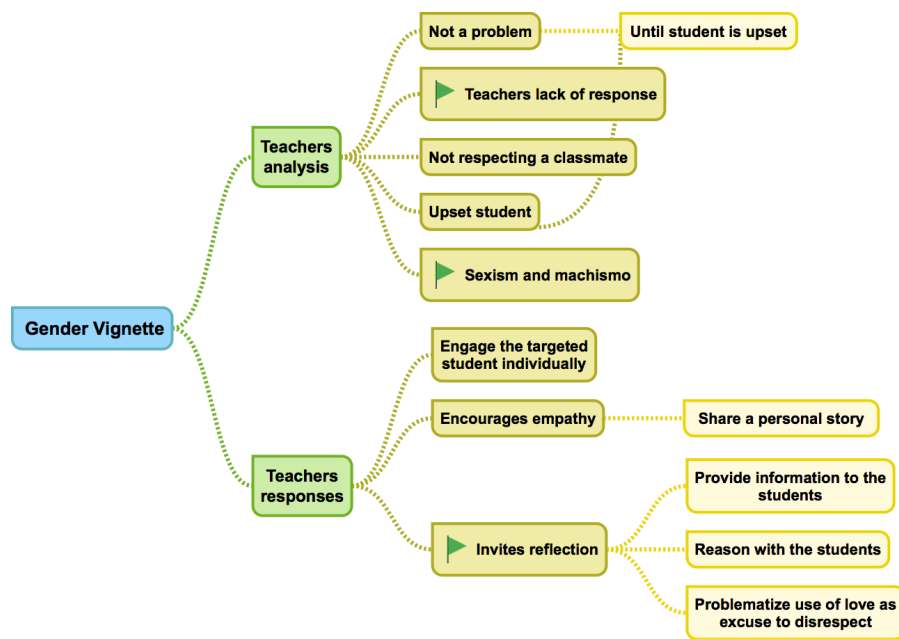 Not a problem
Until student is upset
Teachers lack of response
Teachers
analysis
Not respecting a classmate
Upset student
Sexism and machismo
Gender Vignette
Engage the targeted
student individually
Encourages empathy
Share a personal story
Teachers
responses
Provide information to the
students
Invites reflection
Reason with the students
Problematize use of love as
excuse to disrespect